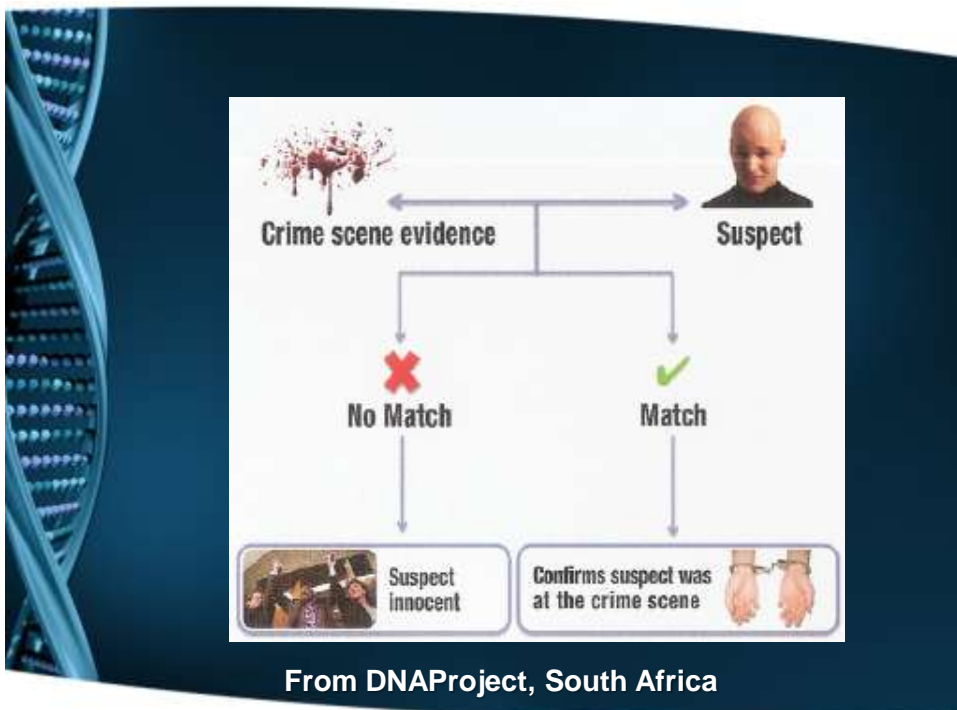 Crime scene evidence
Suspect
No Match
Match
Suspect
innocent
Confirms suspect was
at the crime scene
From DNAProject, South Africa